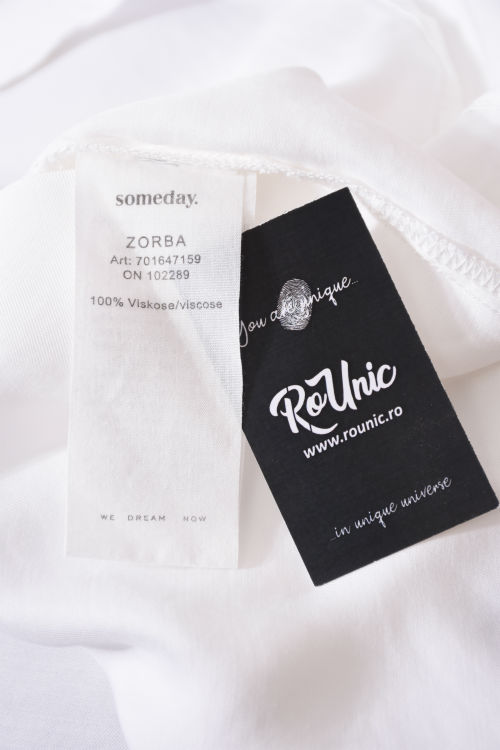 someday.
ZORBA
Art: 701647159
ON 102289
100% Viskose/viscose
WE DREAM NOW
You are unique...
RoUnic
www.rounic.ro
...in unique universe